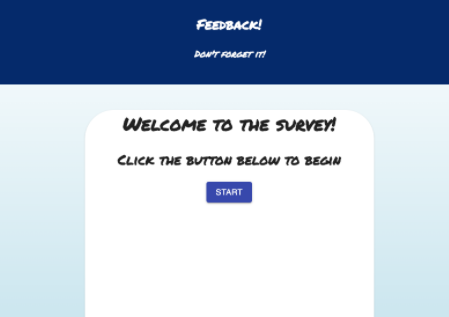 Feedback!
Don't forget it!
Welcome to the survey!
Click the button below to begin
START